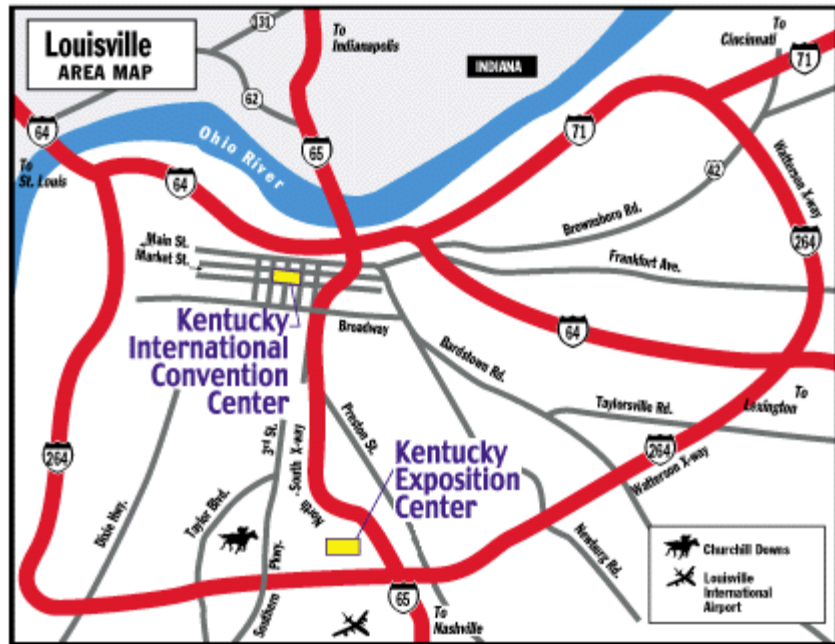 Louisville
AREA MAP
131
To
Indianapolis
INDIANA
To
Cincinnati
71
62
64
65
71
To
St. Louis
Ohio River
64
42
Watterson X-way
264
Brownsboro Rd.
Frankfort Ave.
Main St.
Market St.
Kentucky
International
Convention
Center
Broadway
64
Bardstown Rd.
To
Lexington
Taylorsville Rd.
264
Watterson X-way
264
Dixie Hwy.
Taylor Blvd.
3rd St.
Southern Pkwy.
North-South X-way
Preston St.
Kentucky
Exposition
Center
Newburg Rd.
65
To
Nashville
Churchill Downs
Louisville
International
Airport